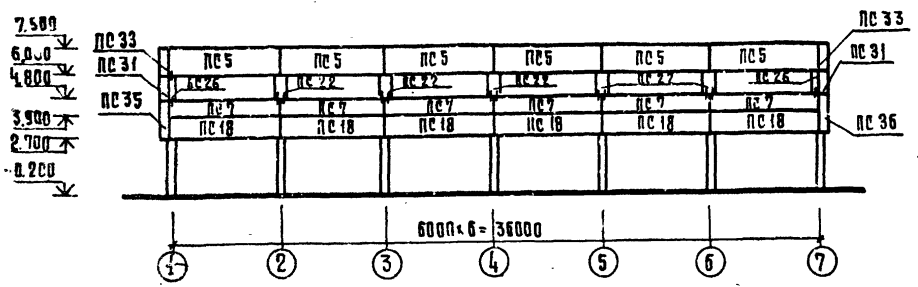 7.500
6.000
4.800
3.900
2.700
0.200
ПС 33
ПС 31
ПС 35
ПС 5 ПС 5 ПС 5 ПС 5 ПС 5 ПС 5
ПС 26 ПС 22 ПС 22 ПС 22 ПС 22 ПС 26
ПС 7 ПС 7 ПС 7 ПС 7 ПС 7 ПС 7
ПС 18 ПС 18 ПС 18 ПС 18 ПС 18 ПС 18
ПС 33
ПС 31
ПС 36
6000×6=36000
1 2 3 4 5 6 7